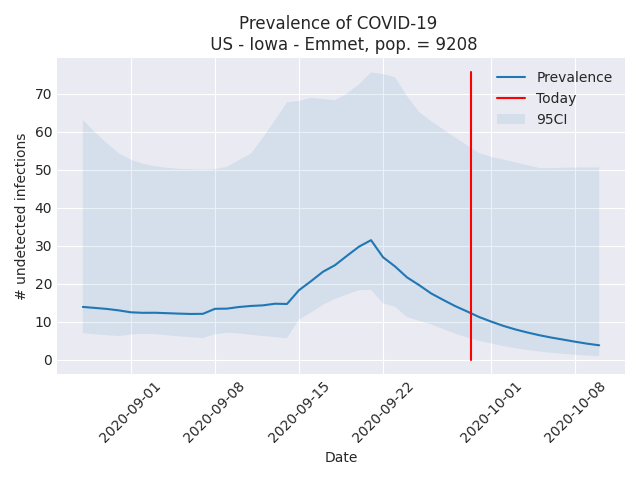 Prevalence of COVID-19
US - Iowa - Emmet, pop. = 9208
Prevalence
Today
95CI
# undetected infections
70
60
50
40
30
20
10
0
2020-09-01
2020-09-08
2020-09-15
2020-09-22
2020-10-01
2020-10-08
Date